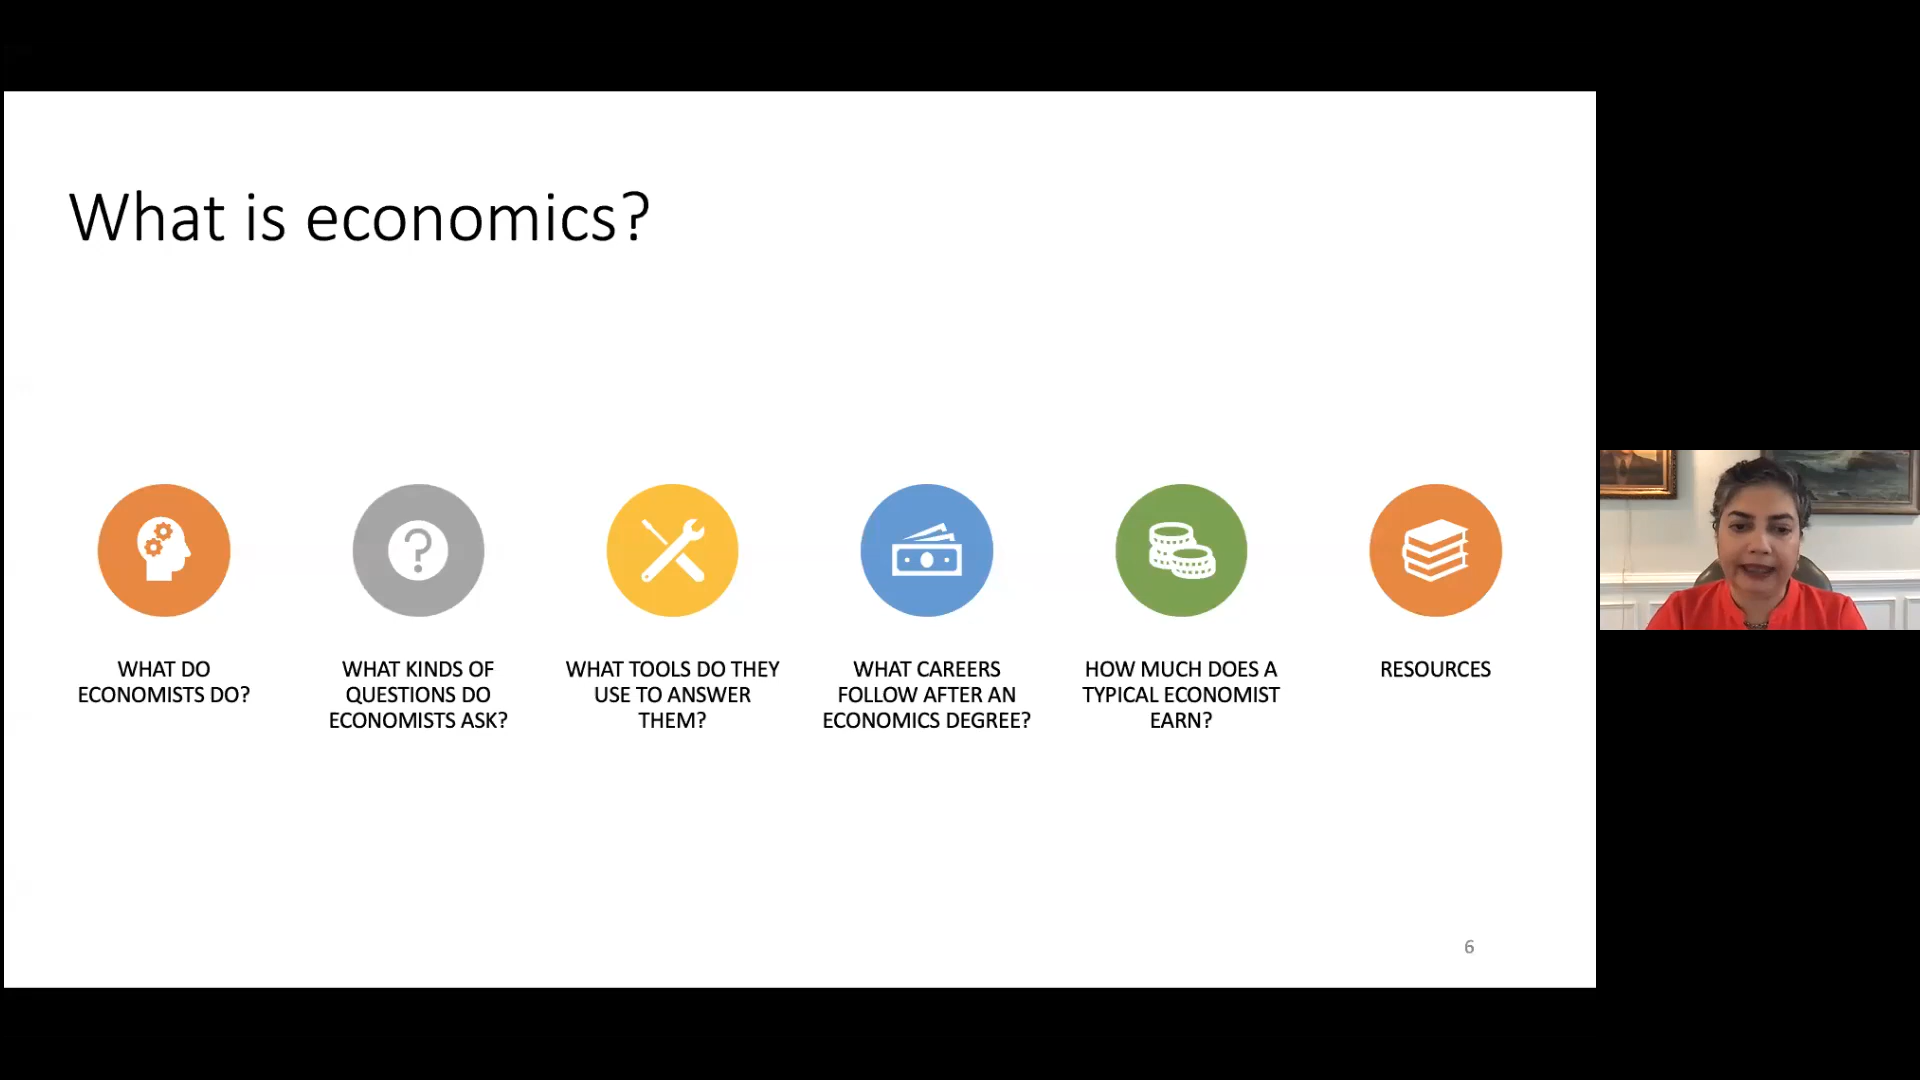 What is economics?
WHAT DO
ECONOMISTS DO?
WHAT KINDS OF
QUESTIONS DO
ECONOMISTS ASK?
WHAT TOOLS DO THEY
USE TO ANSWER
THEM?
WHAT CAREERS
FOLLOW AFTER AN
ECONOMICS DEGREE?
HOW MUCH DOES A
TYPICAL ECONOMIST
EARN?
RESOURCES
6